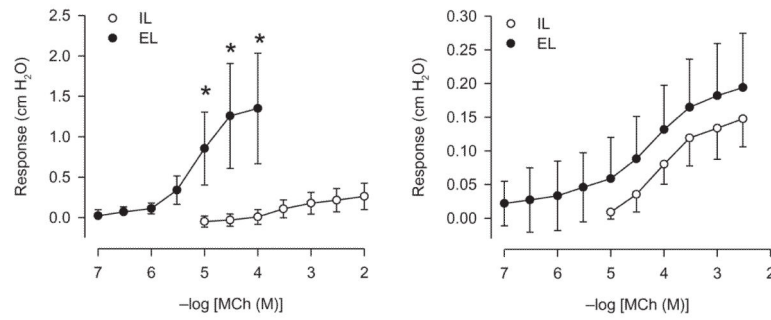 IL
EL
Response (cm H₂O)
2.5
2.0
1.5
1.0
0.5
0.0
* * *
7 6 5 4 3 2
–log [MCh (M)]
IL
EL
Response (cm H₂O)
0.30
0.25
0.20
0.15
0.10
0.05
0.00
7 6 5 4 3 2
–log [MCh (M)]